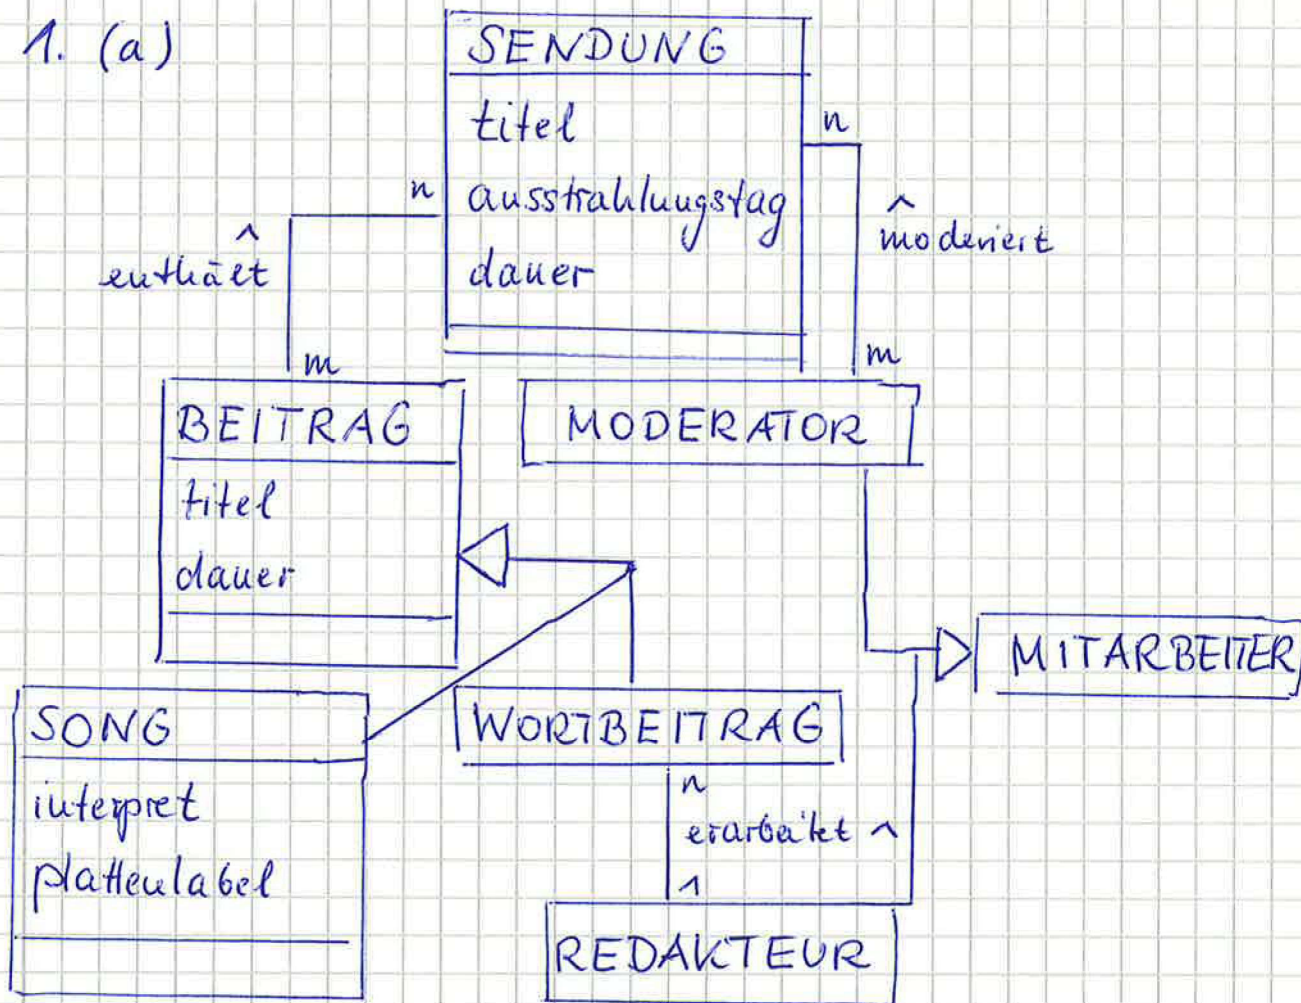 1. (a)
SENDUNG
titel
ausstrahlungstag
dauer
n
^
enthält
m
n
^
moderiert
m
BEITRAG
titel
dauer
MODERATOR
MITARBEITER
SONG
interpret
plattenlabel
WORTBEITRAG
n
erarbeitet ^
1
REDAKTEUR